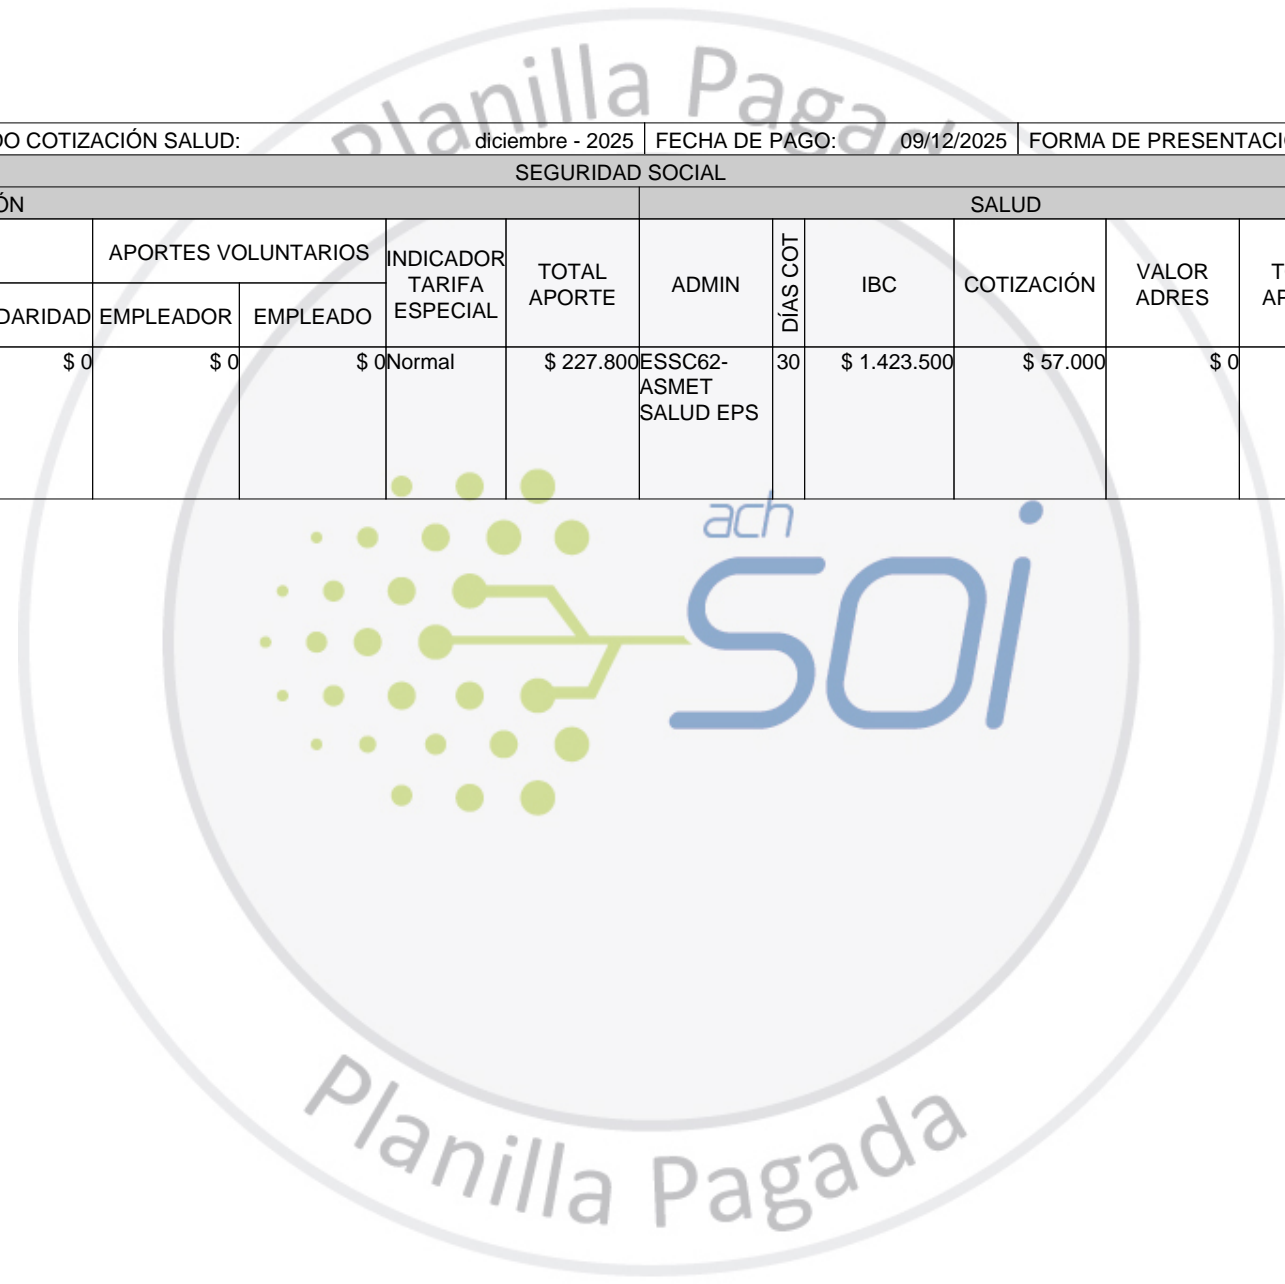 Planilla Pagada
DO COTIZACIÓN SALUD: diciembre - 2025 FECHA DE PAGO: 09/12/2025 FORMA DE PRESENTACI
SEGURIDAD SOCIAL
ÓN SALUD
APORTES VOLUNTARIOS INDICADOR TARIFA ESPECIAL TOTAL APORTE ADMIN DÍAS COT IBC COTIZACIÓN VALOR ADRES T AP
DARIDAD EMPLEADOR EMPLEADO
$ 0 $ 0 $ 0 Normal $ 227.800 ESSC62- 30 $ 1.423.500 $ 57.000 $ 0
ASMET
SALUD EPS
ach
soi
Planilla Pagada